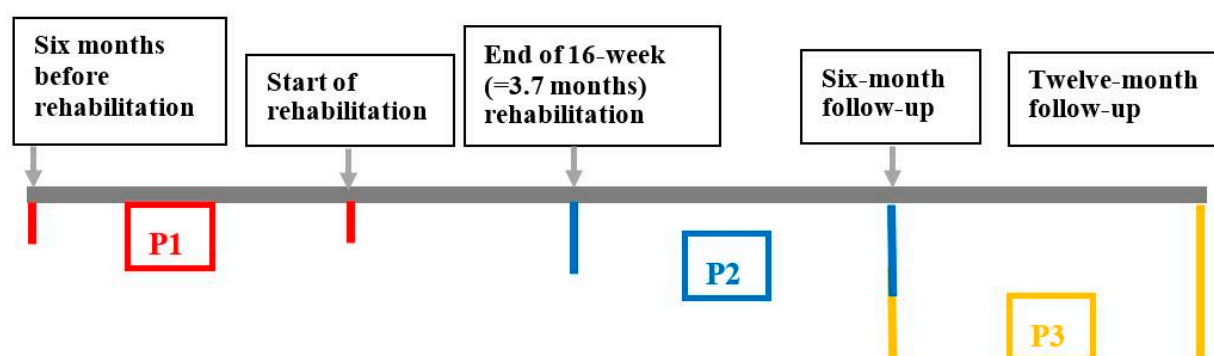 Six months
before
rehabilitation
Start of
rehabilitation
End of 16-week
(=3.7 months)
rehabilitation
Six-month
follow-up
Twelve-month
follow-up
P1
P2
P3